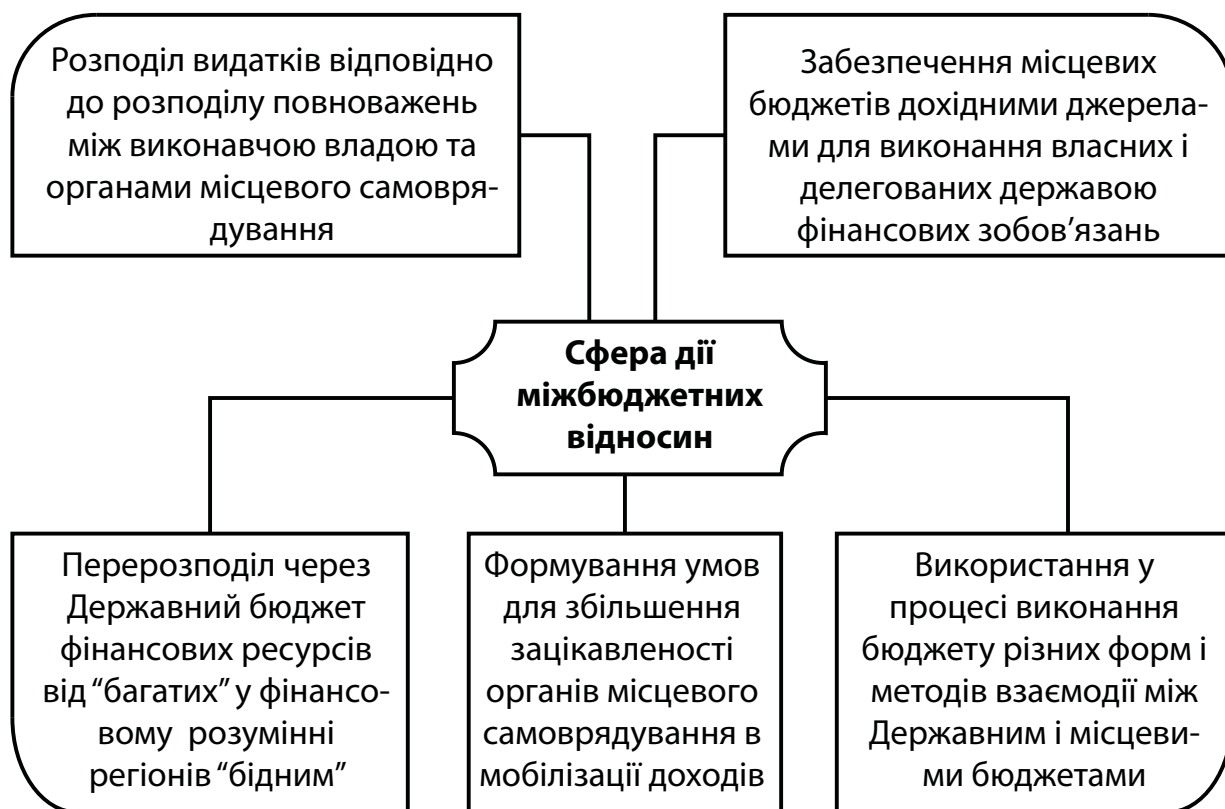 Розподіл видатків відповідно
до розподілу повноважень
між виконавчою владою та
органами місцевого самовря-
дування
Забезпечення місцевих
бюджетів дохідними джерела-
ми для виконання власних і
делегованих державою
фінансових зобов’язань
Сфера дії
міжбюджетних
відносин
Перерозподіл через
Державний бюджет
фінансових ресурсів
від “багатих” у фінансо-
вому розумінні
регіонів “бідним”
Формування умов
для збільшення
зацікавленості
органів місцевого
самоврядування в
мобілізації доходів
Використання у
процесі виконання
бюджету різних форм і
методів взаємодії між
Державним і місцеви-
ми бюджетами